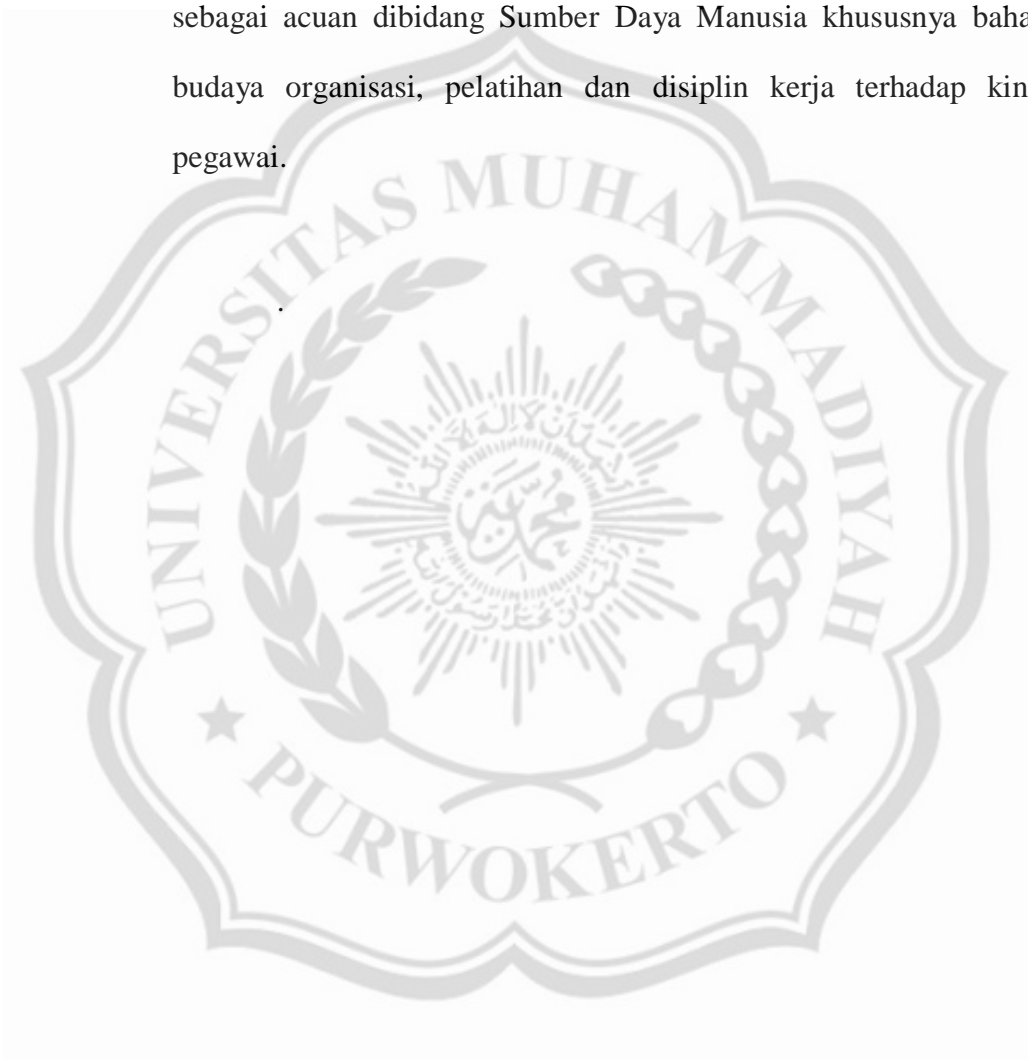 sebagai acuan dibidang Sumber Daya Manusia khususnya baha
budaya organisasi, pelatihan dan disiplin kerja terhadap kin
pegawai.
.
UNIVERSITAS MUHAMMADIYAH
PURWOKERTO
محمد